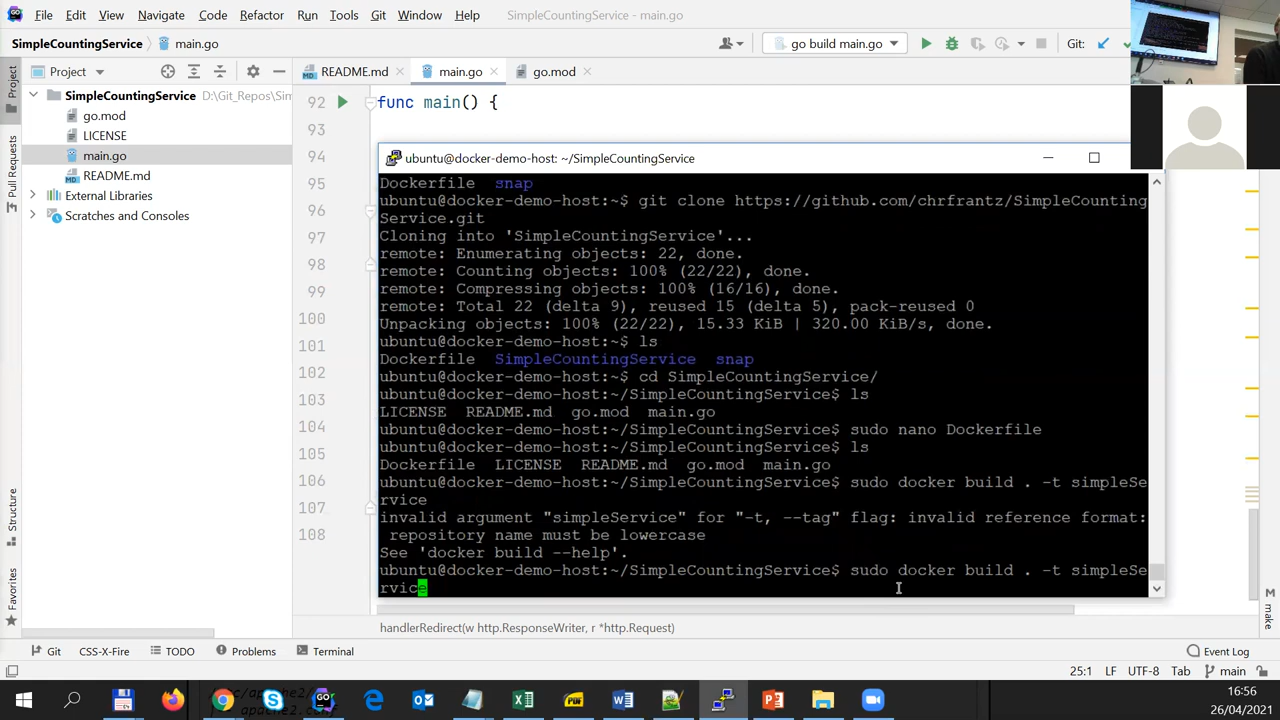 File Edit View Navigate Code Refactor Run Tools Git Window Help SimpleCountingService - main.go
SimpleCountingService main.go go build main.go Git:
Project README.md main.go go.mod
SimpleCountingService D:\Git_Repos\Sim
go.mod
LICENSE
main.go
README.md
External Libraries
Scratches and Consoles
Project
Pull Requests
Structure
Favorites
make
92 func main() {
93
94
95
96
97
98
99
100
101
102
103
104
105
106
107
108
ubuntu@docker-demo-host: ~/SimpleCountingService
Dockerfile snap
ubuntu@docker-demo-host:~$ git clone https://github.com/chrfrantz/SimpleCounting
Service.git
Cloning into 'SimpleCountingService'...
remote: Enumerating objects: 22, done.
remote: Counting objects: 100% (22/22), done.
remote: Compressing objects: 100% (16/16), done.
remote: Total 22 (delta 9), reused 15 (delta 5), pack-reused 0
Unpacking objects: 100% (22/22), 15.33 KiB | 320.00 KiB/s, done.
ubuntu@docker-demo-host:~$ ls
Dockerfile SimpleCountingService snap
ubuntu@docker-demo-host:~$ cd SimpleCountingService/
ubuntu@docker-demo-host:~/SimpleCountingService$ ls
LICENSE README.md go.mod main.go
ubuntu@docker-demo-host:~/SimpleCountingService$ sudo nano Dockerfile
ubuntu@docker-demo-host:~/SimpleCountingService$ ls
Dockerfile LICENSE README.md go.mod main.go
ubuntu@docker-demo-host:~/SimpleCountingService$ sudo docker build . -t simpleSe
rvice
invalid argument "simpleService" for "-t, --tag" flag: invalid reference format:
repository name must be lowercase
See 'docker build --help'.
ubuntu@docker-demo-host:~/SimpleCountingService$ sudo docker build . -t simpleSe
rvice
handlerRedirect(w http.ResponseWriter, r *http.Request)
Git CSS-X-Fire TODO Problems Terminal Event Log
25:1 LF UTF-8 Tab main
16:56
26/04/2021